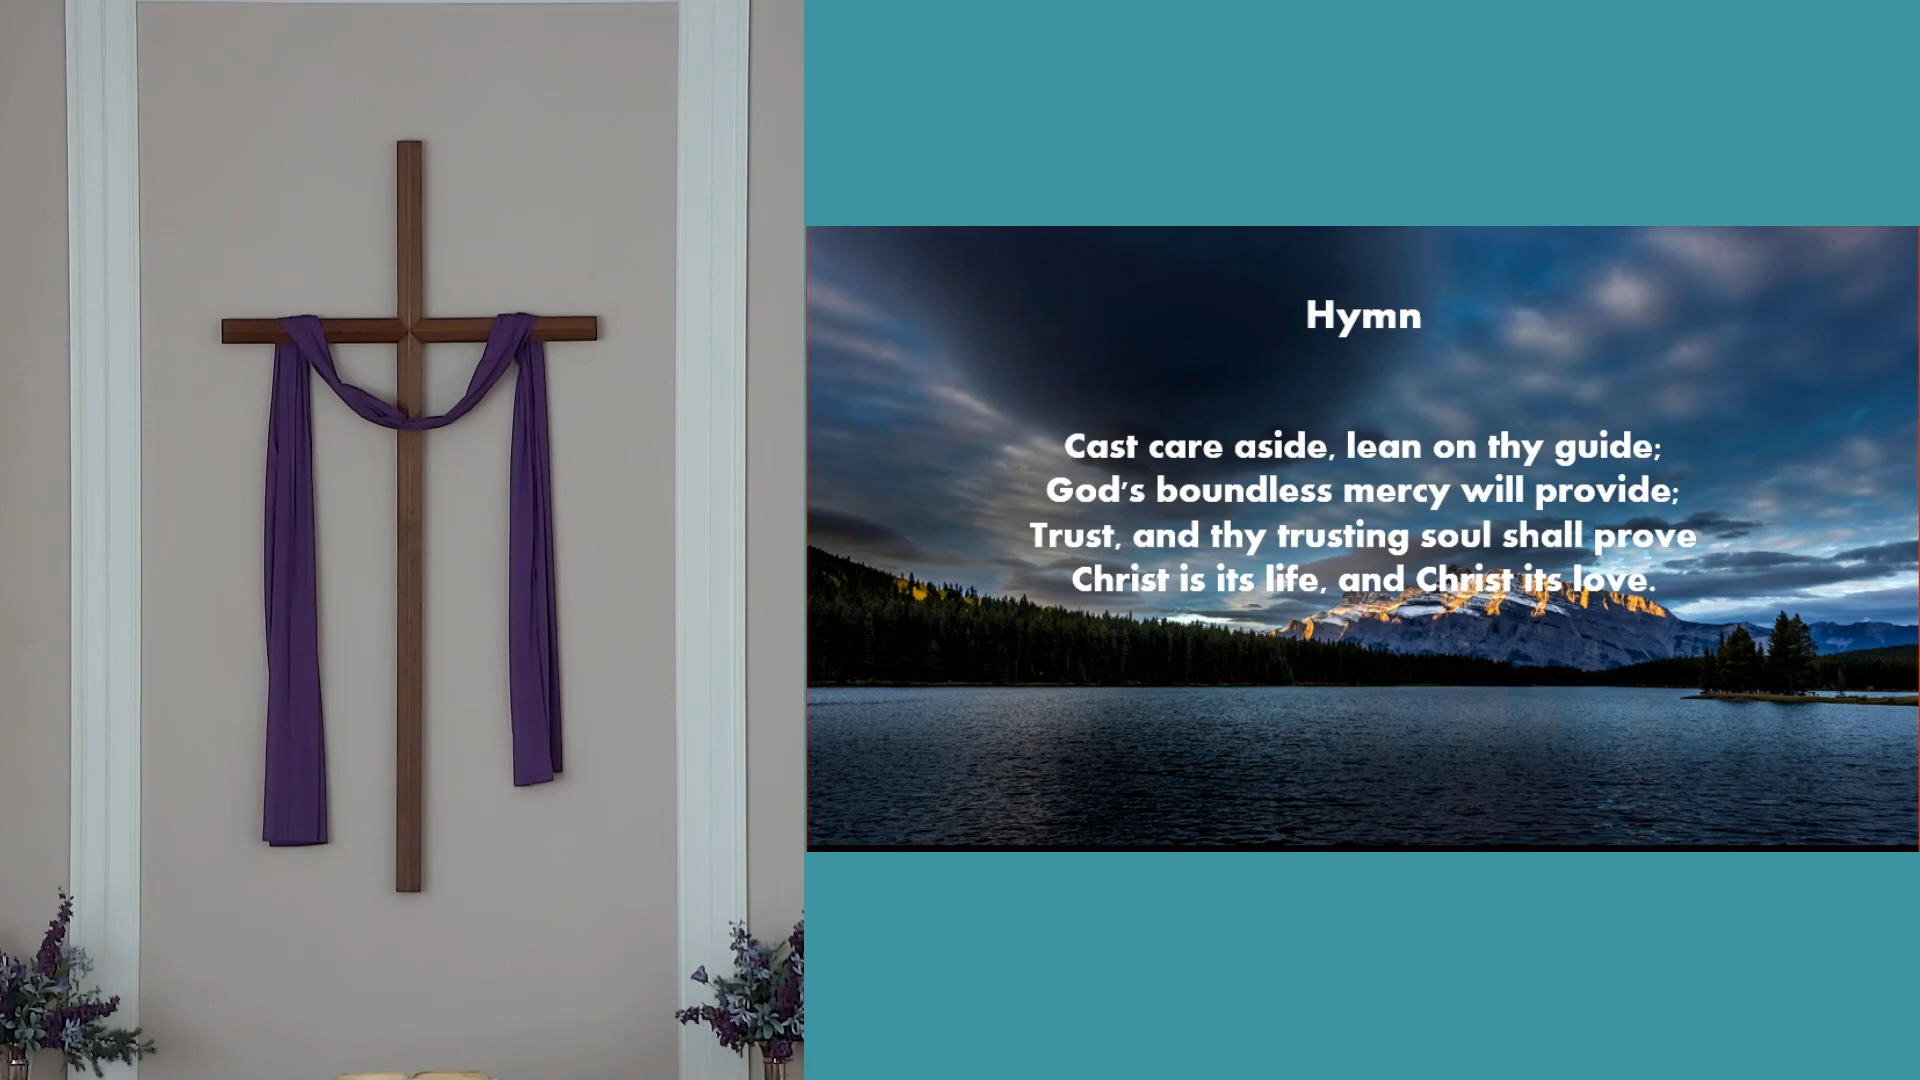 Hymn
Cast care aside, lean on thy guide;
God's boundless mercy will provide;
Trust, and thy trusting soul shall prove
Christ is its life, and Christ its love.